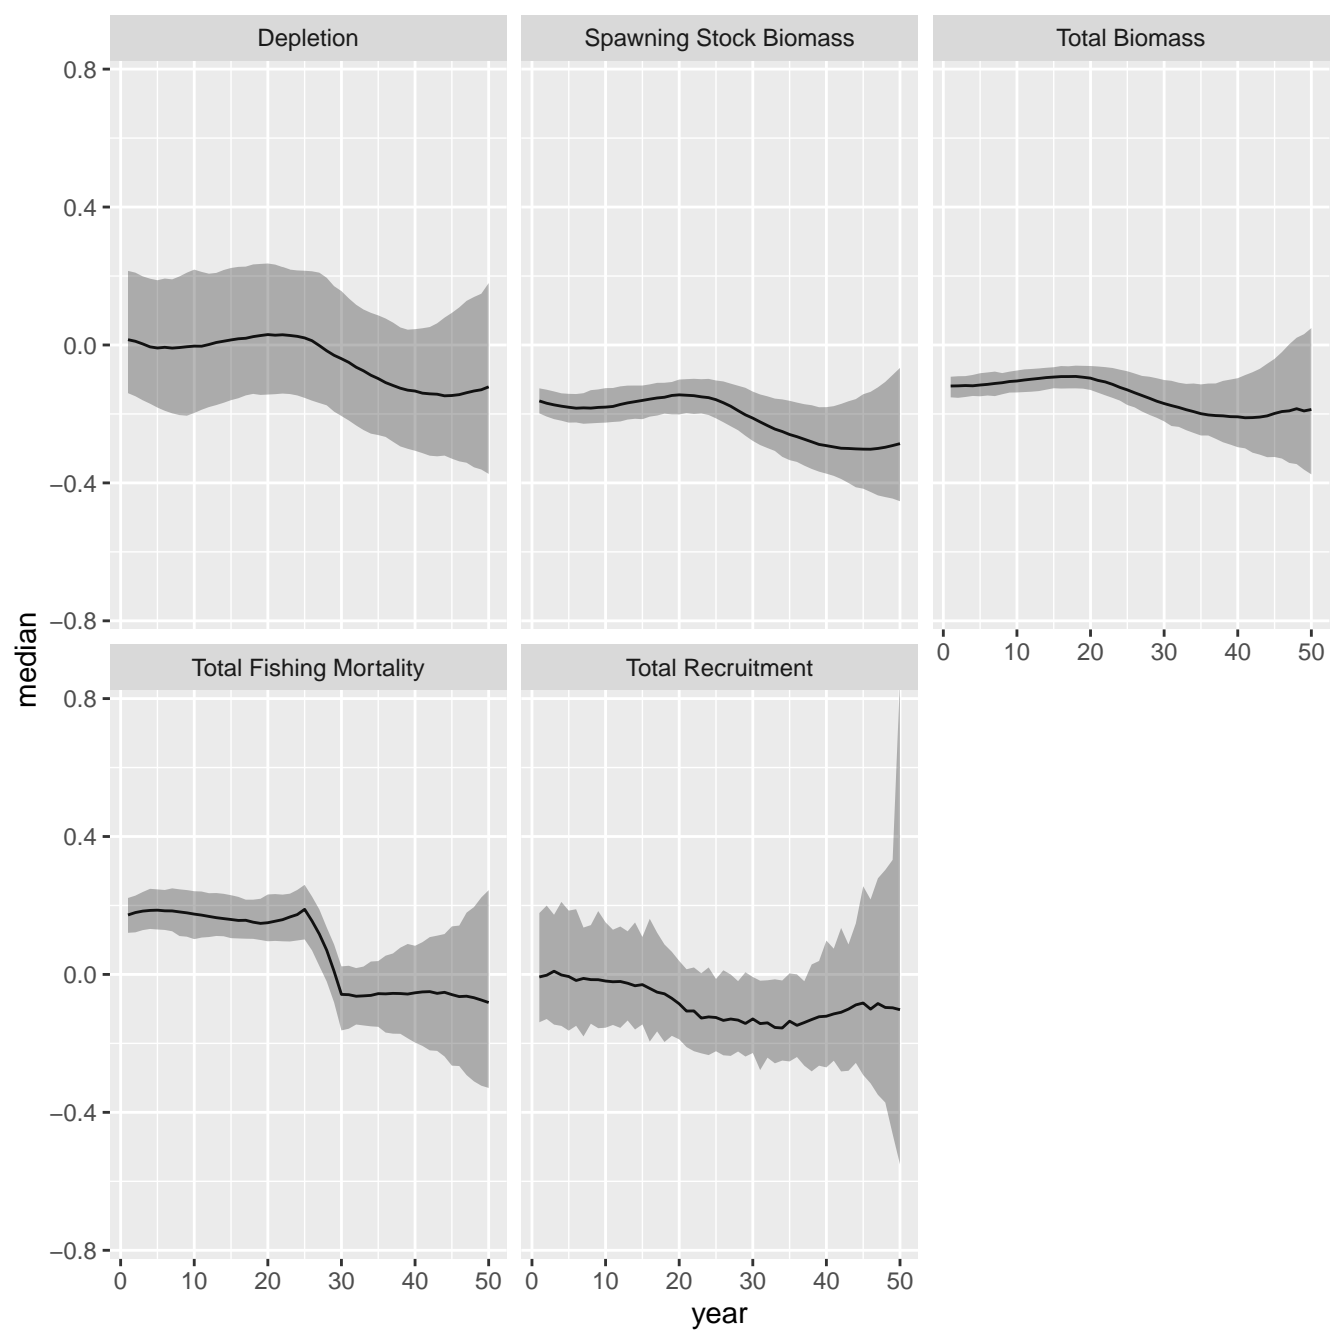 Depletion
Spawning Stock Biomass
Total Biomass
0.8
0.4
0.0
−0.4
−0.8
0 10 20 30 40 50
median
Total Fishing Mortality
Total Recruitment
0.8
0.4
0.0
−0.4
−0.8
0 10 20 30 40 50
0 10 20 30 40 50
year